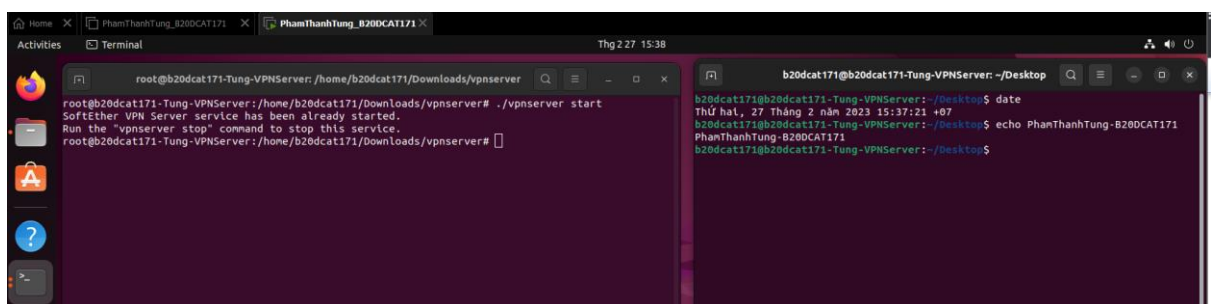 Home
PhamThanhTung_B20DCAT171
PhamThanhTung_B20DCAT171
Activities
Terminal
Thg 2 27 15:38
root@b20dcat171-Tung-VPNServer: /home/b20dcat171/Downloads/vpnserver
root@b20dcat171-Tung-VPNServer:/home/b20dcat171/Downloads/vpnserver# ./vpnserver start
SoftEther VPN Server service has been already started.
Run the "vpnserver stop" command to stop this service.
root@b20dcat171-Tung-VPNServer:/home/b20dcat171/Downloads/vpnserver#
b20dcat171@b20dcat171-Tung-VPNServer: ~/Desktop
b20dcat171@b20dcat171-Tung-VPNServer:~/Desktop$ date
Thứ hai, 27 Tháng 2 năm 2023 15:37:21 +07
b20dcat171@b20dcat171-Tung-VPNServer:~/Desktop$ echo PhamThanhTung-B20DCAT171
PhamThanhTung-B20DCAT171
b20dcat171@b20dcat171-Tung-VPNServer:~/Desktop$